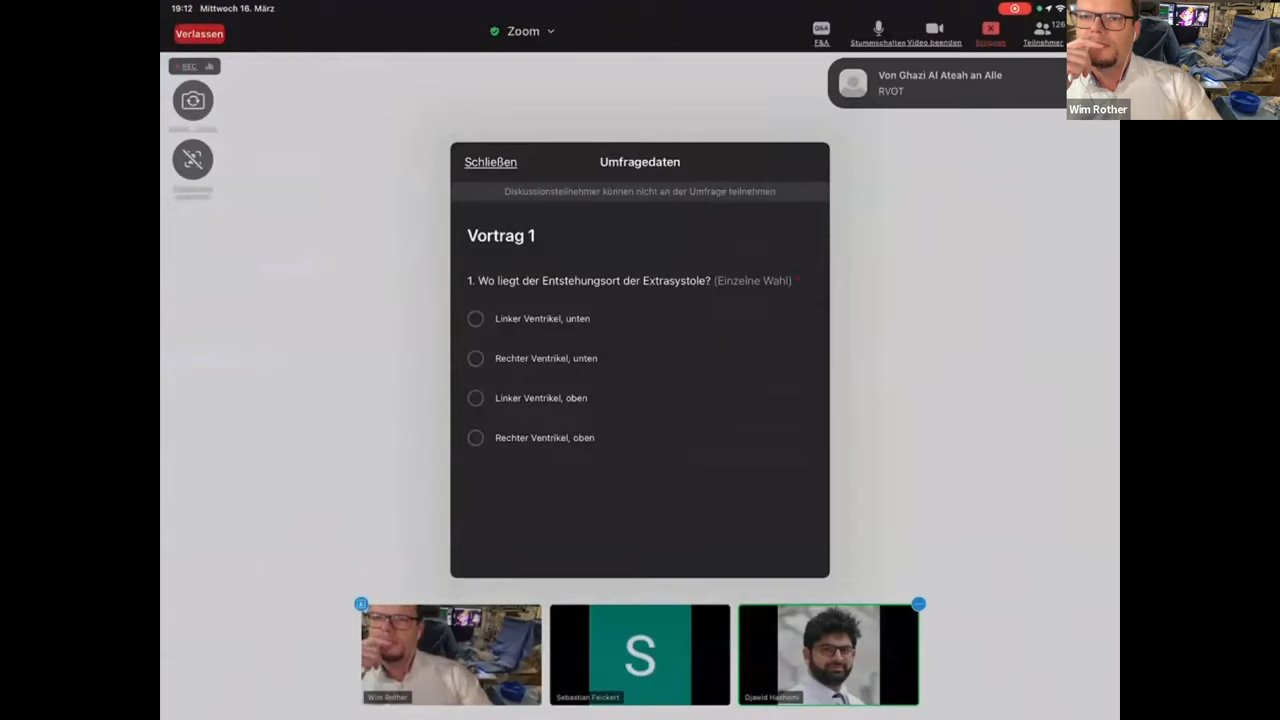 19:12 Mittwoch 16. März
Verlassen
Zoom
Q&A
F&A
Stummschalten
Video beenden
Stoppen
126
Teilnehmer
REC
Von Ghazi Al Ateah an Alle
RVOT
Wim Rother
Schließen
Umfragedaten
Diskussionsteilnehmer können nicht an der Umfrage teilnehmen
Vortrag 1
1. Wo liegt der Entstehungsort der Extrasystole? (Einzelne Wahl) *
Linker Ventrikel, unten
Rechter Ventrikel, unten
Linker Ventrikel, oben
Rechter Ventrikel, oben
S
Wim Rother
Sebastian Feickert
Djawid Hashemi